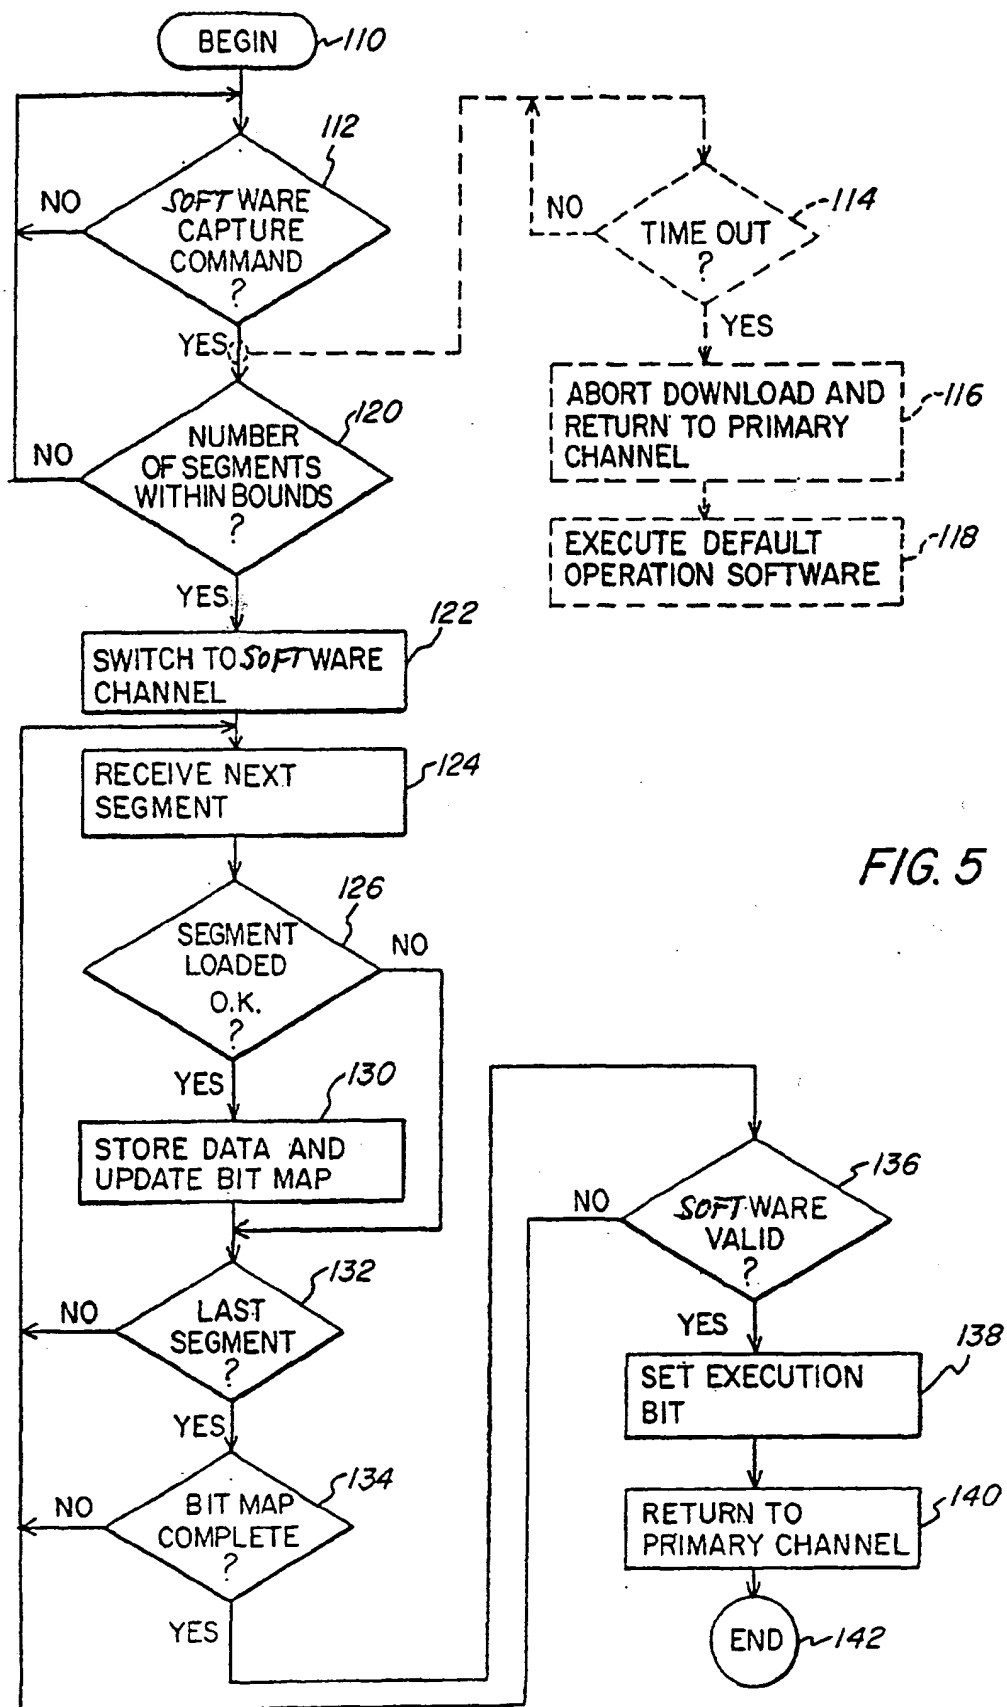 BEGIN
110
112
NO
SOFTWARE
CAPTURE
COMMAND
?
YES
NO
TIME OUT
?
114
YES
ABORT DOWNLOAD AND
RETURN TO PRIMARY
CHANNEL
116
EXECUTE DEFAULT
OPERATION SOFTWARE
118
120
NO
NUMBER
OF SEGMENTS
WITHIN BOUNDS
?
YES
122
SWITCH TO SOFTWARE
CHANNEL
124
RECEIVE NEXT
SEGMENT
FIG. 5
126
SEGMENT
LOADED
O.K.
?
NO
YES
130
STORE DATA AND
UPDATE BIT MAP
132
NO
LAST
SEGMENT
?
YES
134
NO
BIT MAP
COMPLETE
?
YES
136
NO
SOFTWARE
VALID
?
YES
138
SET EXECUTION
BIT
140
RETURN TO
PRIMARY CHANNEL
END
142